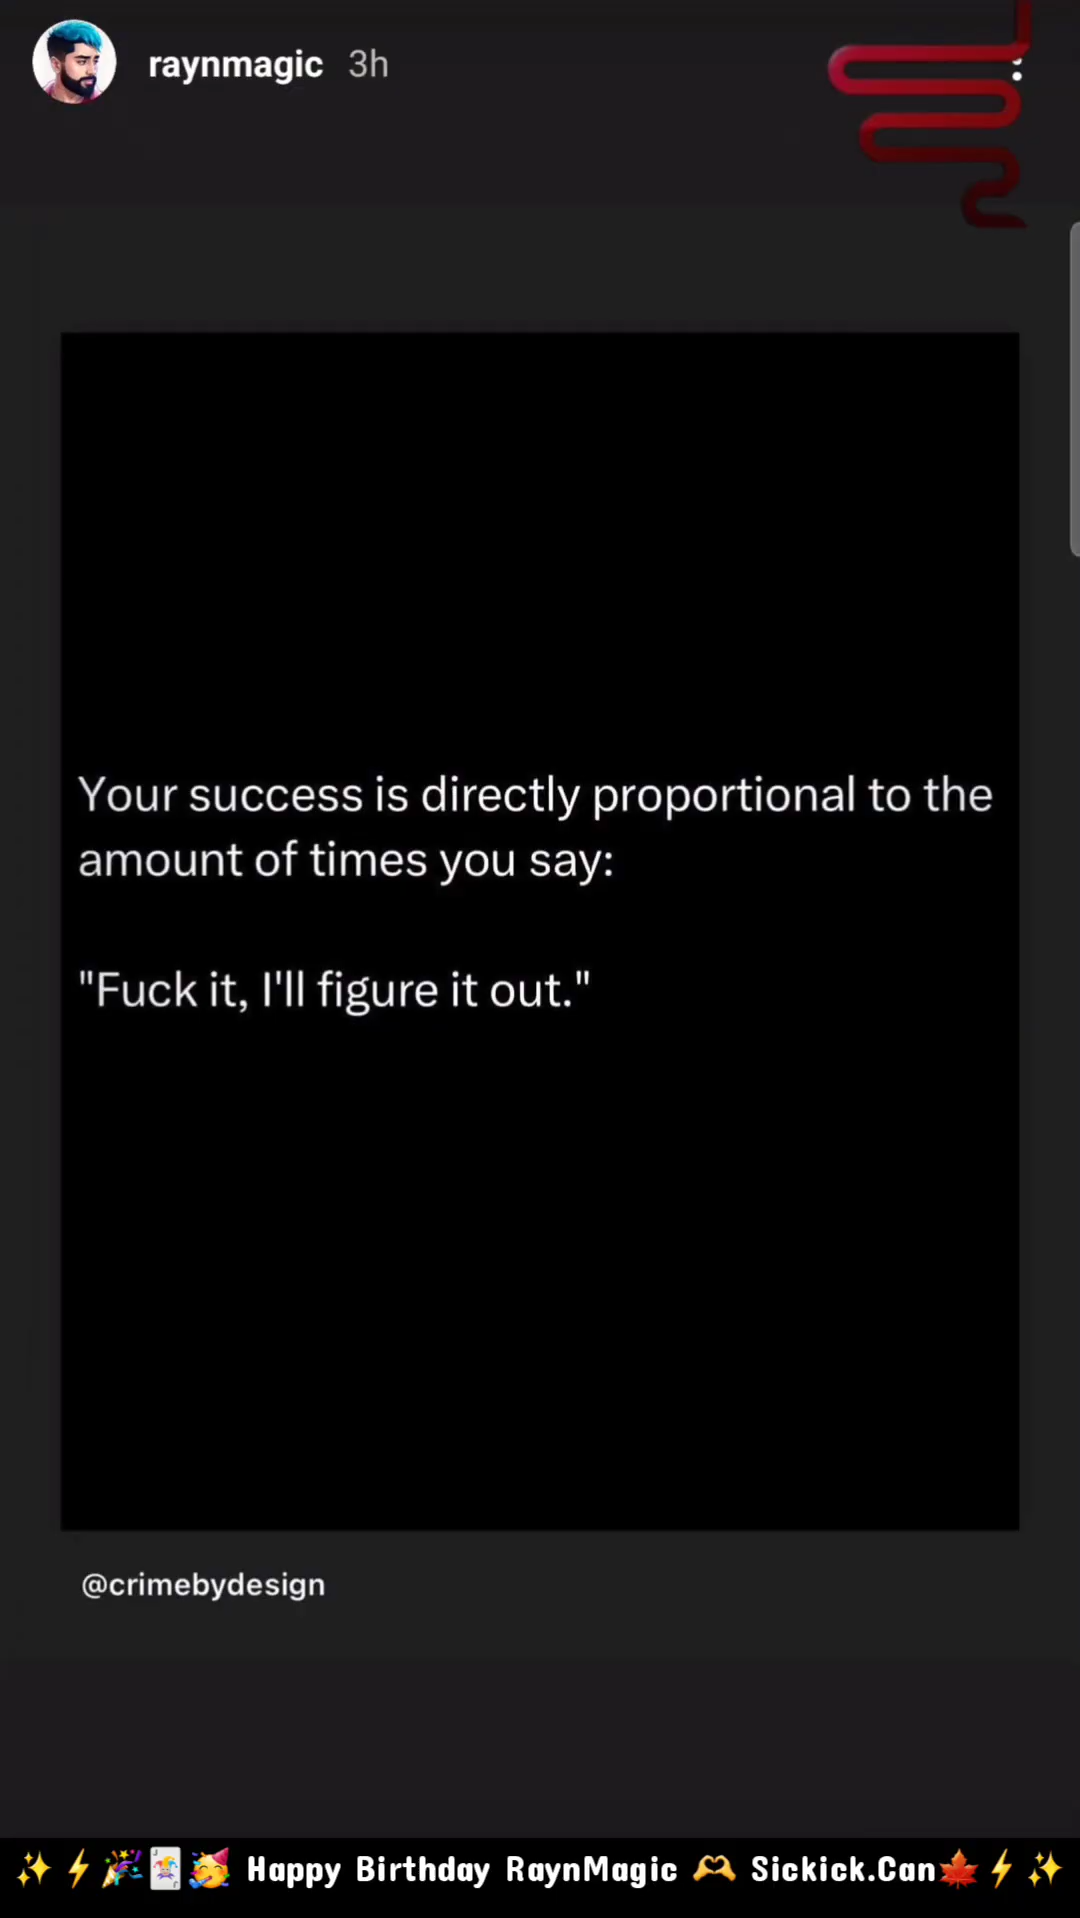 raynmagic 3h
Your success is directly proportional to the
amount of times you say:
"Fuck it, I'll figure it out."
@crimebydesign
✨⚡🎉🃏🥳 Happy Birthday RaynMagic 🫶 Sickick.Can🍁⚡✨